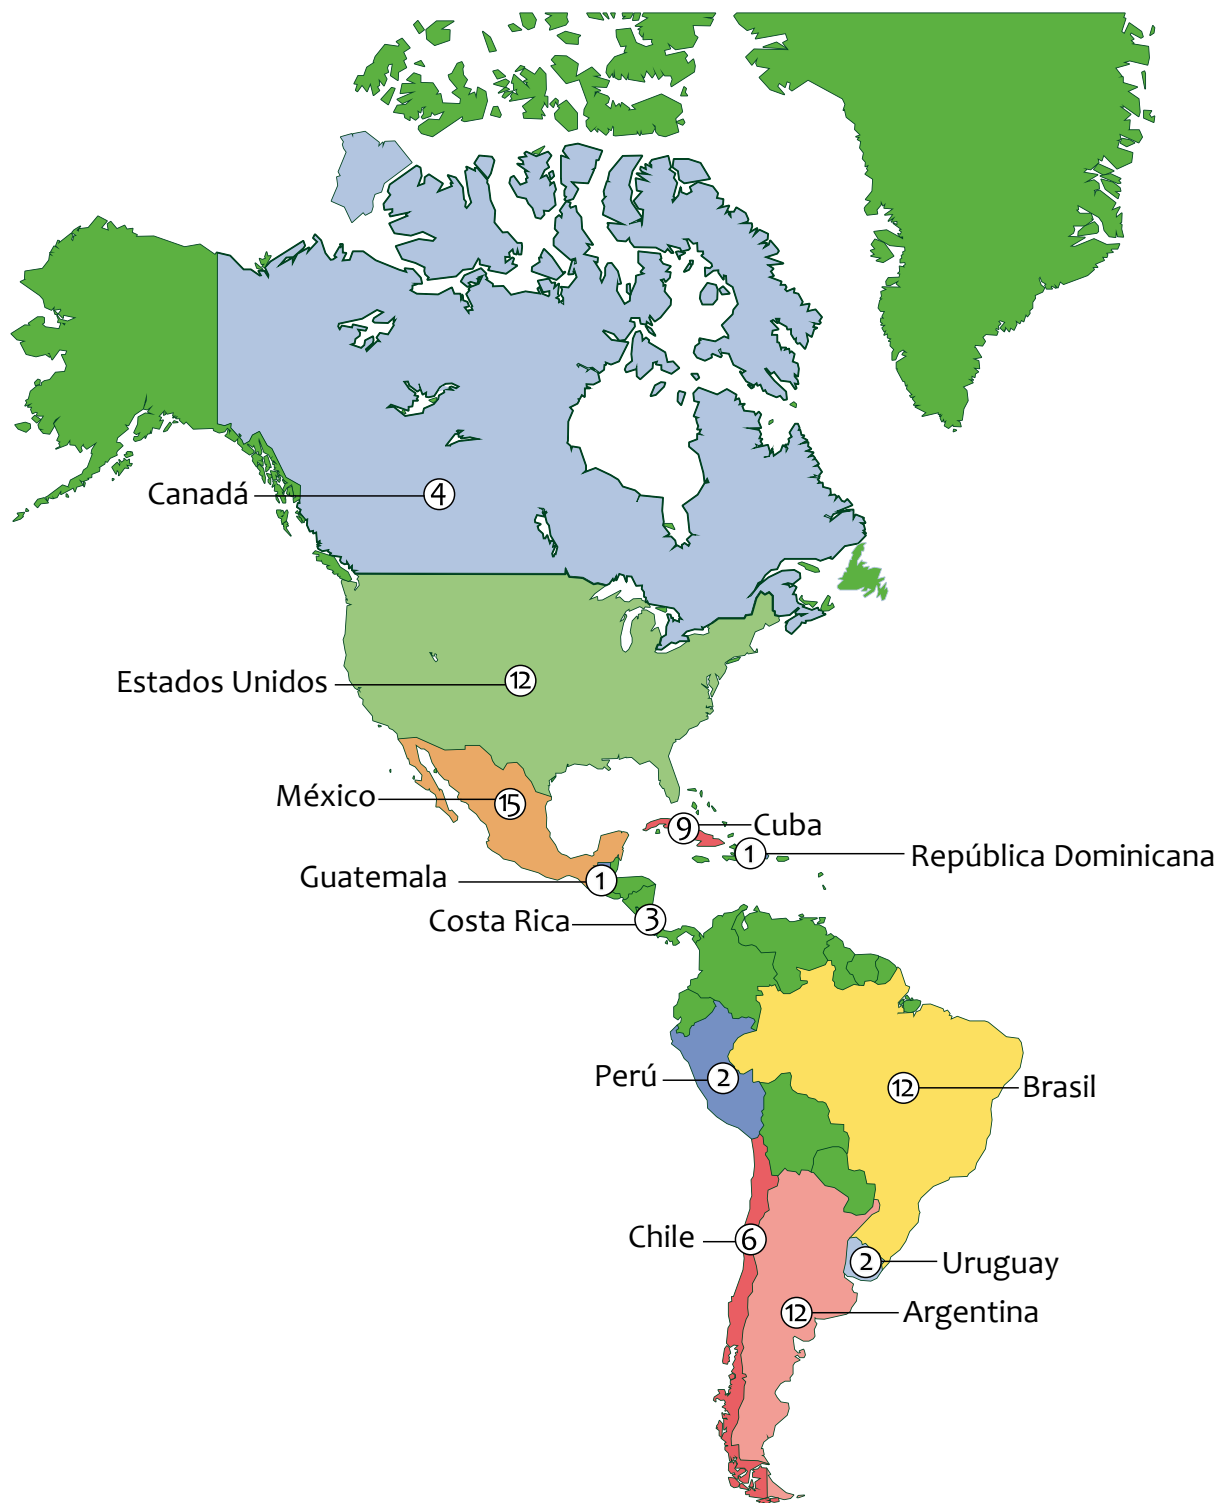 Canadá 4
Estados Unidos 12
México 15
9 Cuba
1 República Dominicana
Guatemala 1
Costa Rica 3
Perú 2
12 Brasil
Chile 6
2 Uruguay
12 Argentina